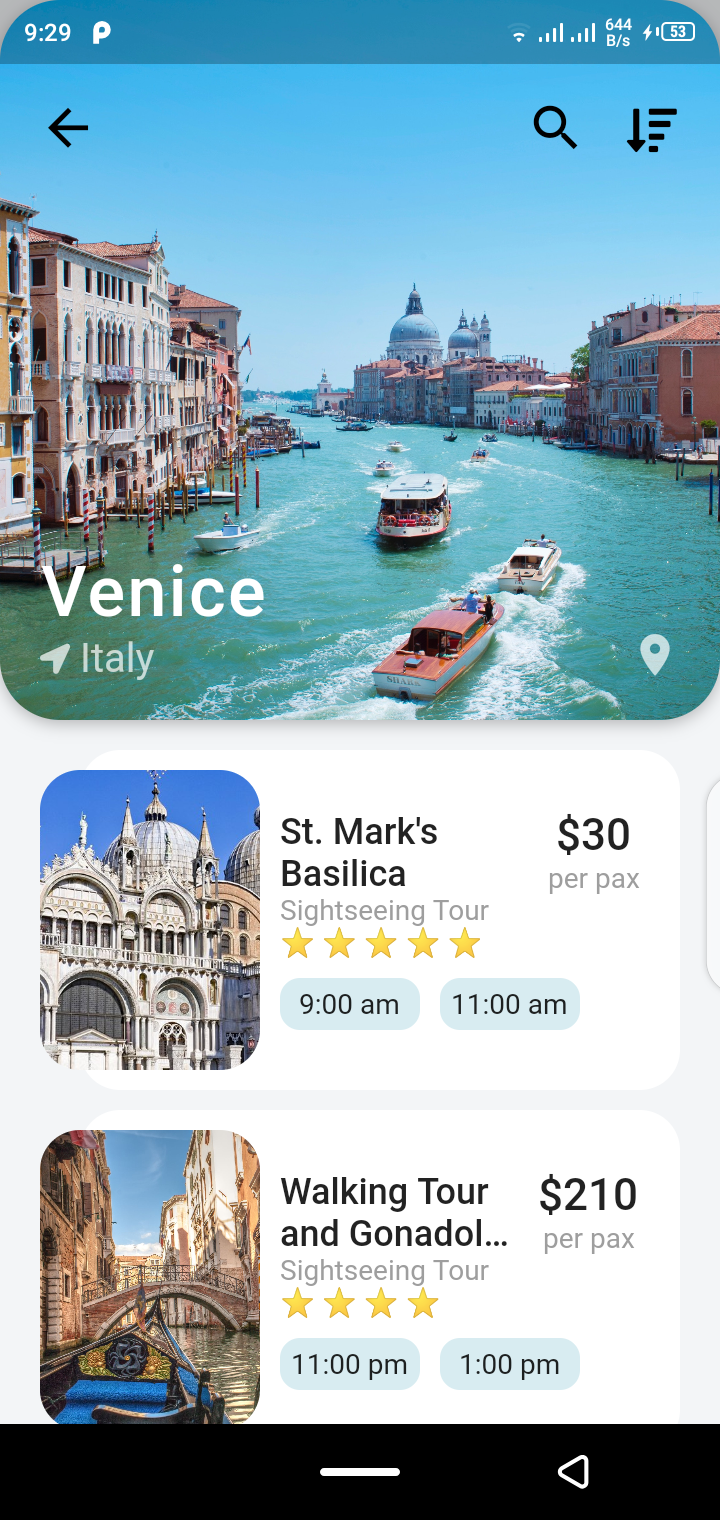 9:29
644
B/s
53
Venice
Italy
St. Mark's
Basilica
$30
per pax
Sightseeing Tour
9:00 am
11:00 am
Walking Tour
and Gonadol...
$210
per pax
Sightseeing Tour
11:00 pm
1:00 pm